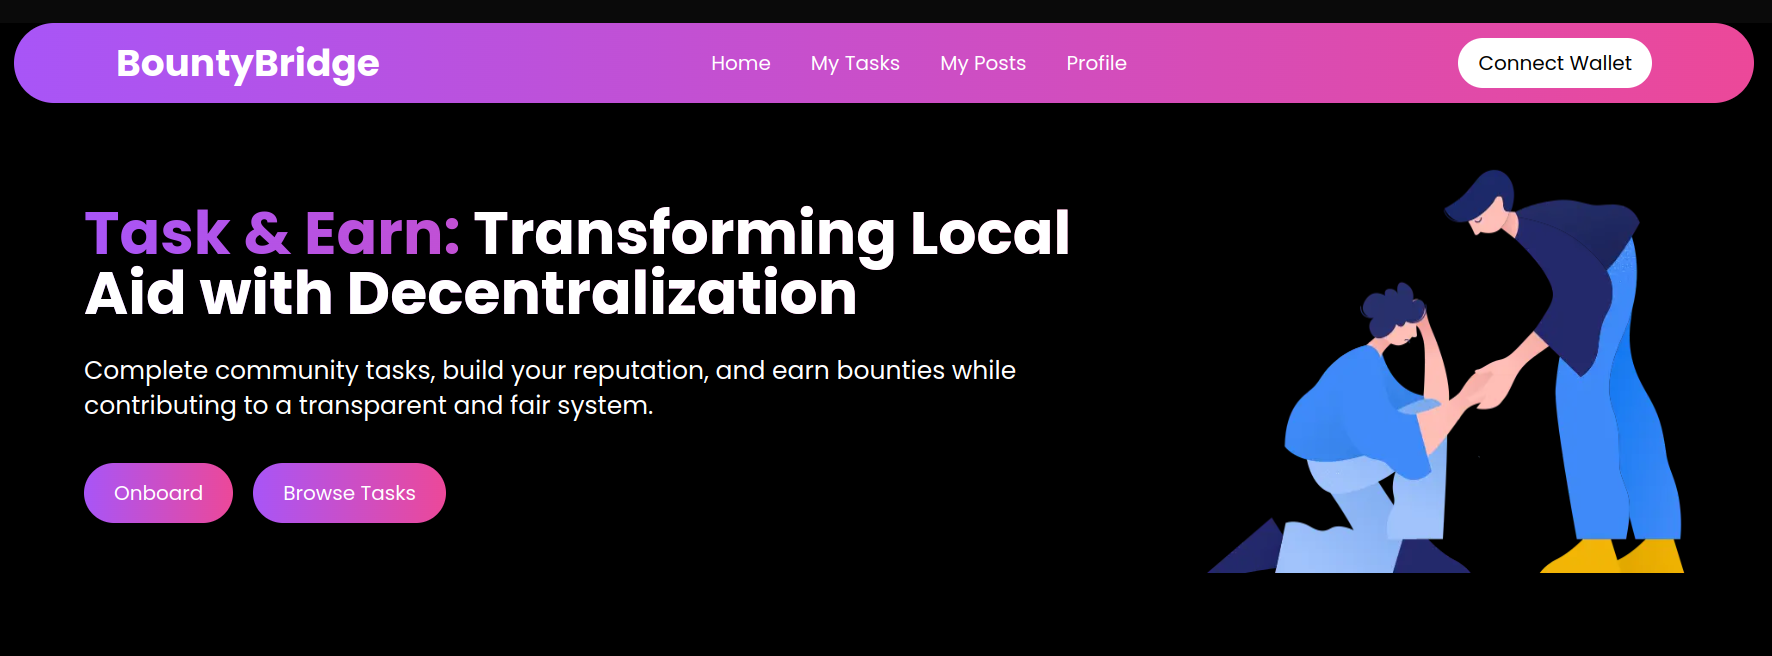 BountyBridge
Home
My Tasks
My Posts
Profile
Connect Wallet
Task & Earn: Transforming Local
Aid with Decentralization
Complete community tasks, build your reputation, and earn bounties while
contributing to a transparent and fair system.
Onboard
Browse Tasks